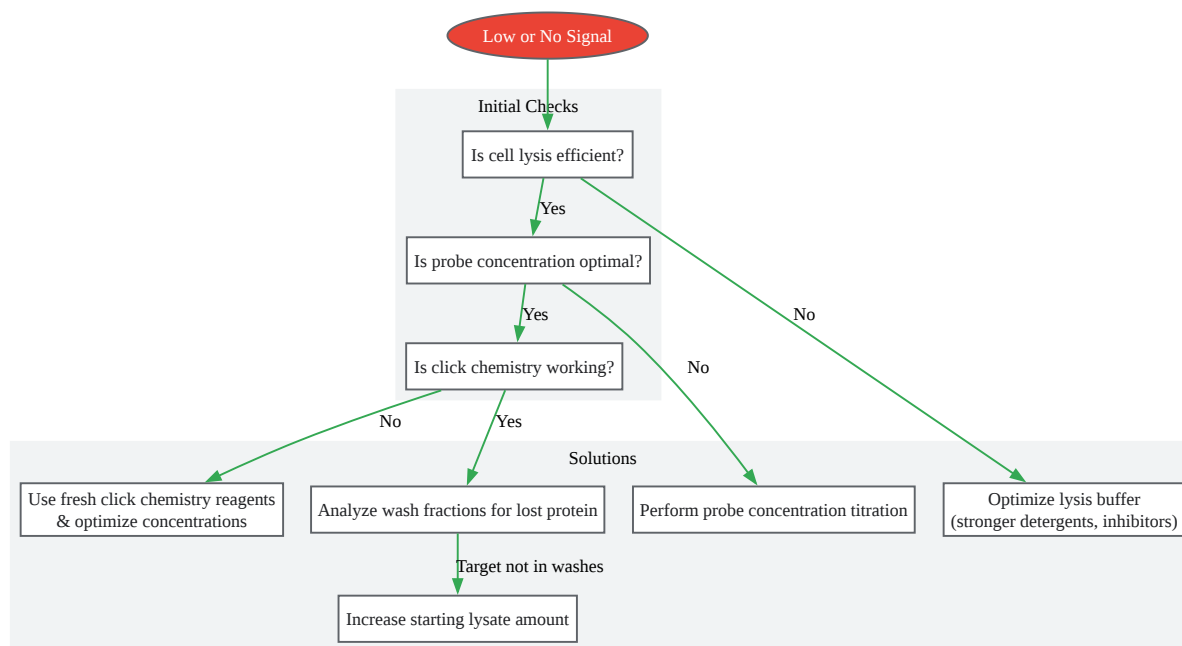 Low or No Signal
Initial Checks
Is cell lysis efficient?
Yes
Is probe concentration optimal?
Yes
No
Is click chemistry working?
No
No
Yes
Solutions
Use fresh click chemistry reagents
& optimize concentrations
Analyze wash fractions for lost protein
Perform probe concentration titration
Optimize lysis buffer
(stronger detergents, inhibitors)
Target not in washes
Increase starting lysate amount